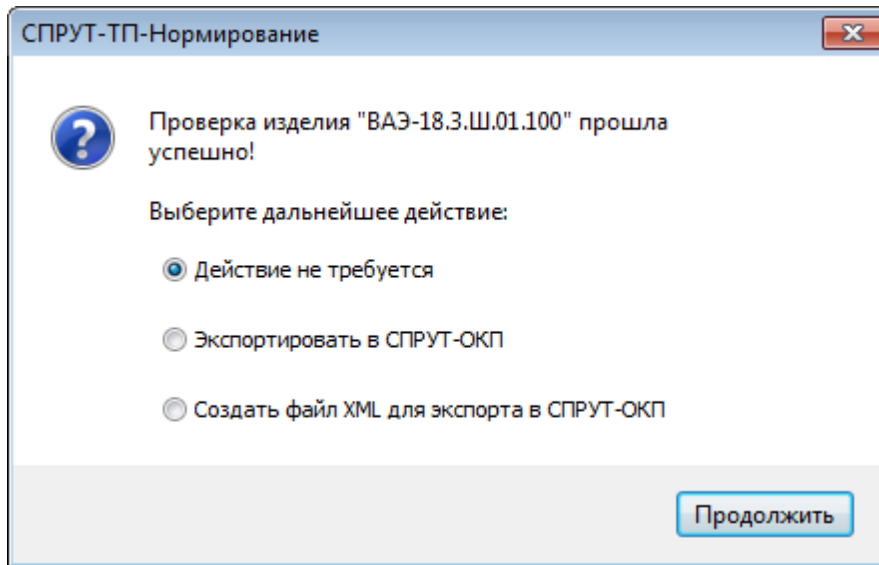 СПРУТ-ТП-Нормирование
Проверка изделия "ВАЭ-18.3.Ш.01.100" прошла
успешно!
Выберите дальнейшее действие:
Действие не требуется
Экспортировать в СПРУТ-ОКП
Создать файл XML для экспорта в СПРУТ-ОКП
Продолжить